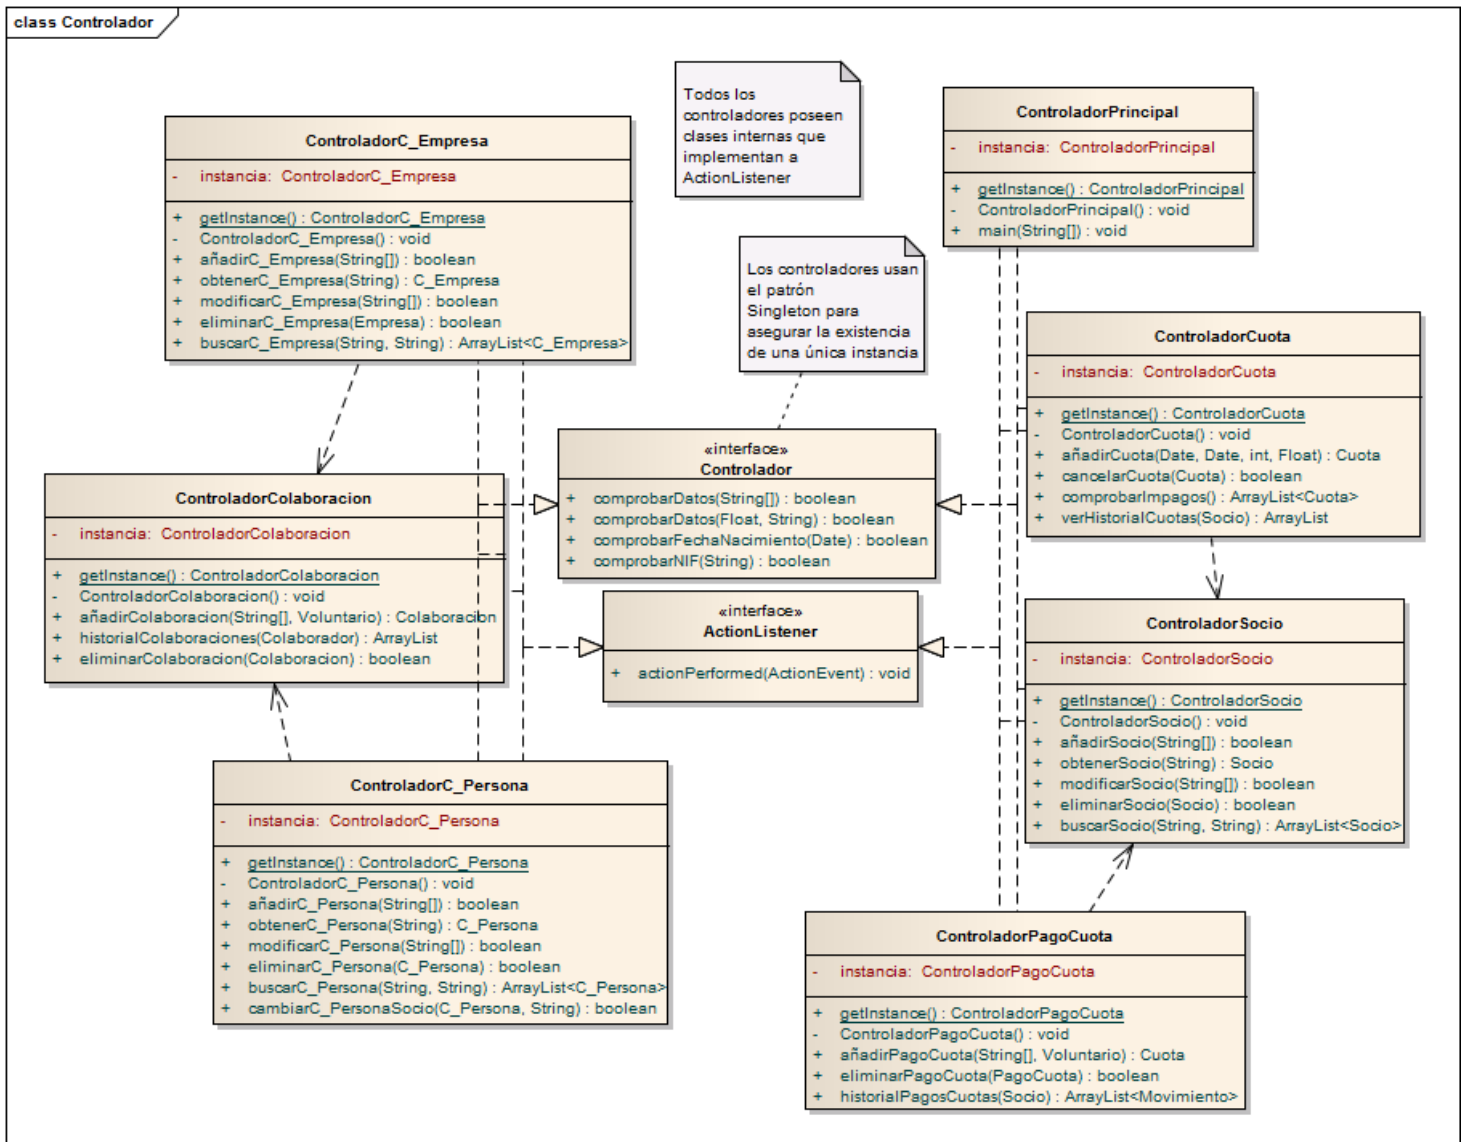 class Controlador
ControladorC_Empresa
- instancia: ControladorC_Empresa
+ getInstance() : ControladorC_Empresa
- ControladorC_Empresa() : void
+ añadirC_Empresa(String[]) : boolean
+ obtenerC_Empresa(String) : C_Empresa
+ modificarC_Empresa(String[]) : boolean
+ eliminarC_Empresa(Empresa) : boolean
+ buscarC_Empresa(String, String) : ArrayList<C_Empresa>
Todos los
controladores poseen
clases internas que
implementan a
ActionListener
ControladorPrincipal
- instancia: ControladorPrincipal
+ getInstance() : ControladorPrincipal
- ControladorPrincipal() : void
+ main(String[]) : void
Los controladores usan
el patrón
Singleton para
asegurar la existencia
de una única instancia
ControladorCuota
- instancia: ControladorCuota
+ getInstance() : ControladorCuota
- ControladorCuota() : void
+ añadirCuota(Date, Date, int, Float) : Cuota
+ cancelarCuota(Cuota) : boolean
+ comprobarImpagos() : ArrayList<Cuota>
+ verHistorialCuotas(Socio) : ArrayList
«interface»
Controlador
+ comprobarDatos(String[]) : boolean
+ comprobarDatos(Float, String) : boolean
+ comprobarFechaNacimiento(Date) : boolean
+ comprobarNIF(String) : boolean
ControladorColaboracion
- instancia: ControladorColaboracion
+ getInstance() : ControladorColaboracion
- ControladorColaboracion() : void
+ añadirColaboracion(String[], Voluntario) : Colaboracion
+ historialColaboraciones(Colaborador) : ArrayList
+ eliminarColaboracion(Colaboracion) : boolean
«interface»
ActionListener
+ actionPerformed(ActionEvent) : void
ControladorSocio
- instancia: ControladorSocio
+ getInstance() : ControladorSocio
- ControladorSocio() : void
+ añadirSocio(String[]) : boolean
+ obtenerSocio(String) : Socio
+ modificarSocio(String[]) : boolean
+ eliminarSocio(Socio) : boolean
+ buscarSocio(String, String) : ArrayList<Socio>
ControladorC_Persona
- instancia: ControladorC_Persona
+ getInstance() : ControladorC_Persona
- ControladorC_Persona() : void
+ añadirC_Persona(String[]) : boolean
+ obtenerC_Persona(String) : C_Persona
+ modificarC_Persona(String[]) : boolean
+ eliminarC_Persona(C_Persona) : boolean
+ buscarC_Persona(String, String) : ArrayList<C_Persona>
+ cambiarC_PersonaSocio(C_Persona, String) : boolean
ControladorPagoCuota
- instancia: ControladorPagoCuota
+ getInstance() : ControladorPagoCuota
- ControladorPagoCuota() : void
+ añadirPagoCuota(String[], Voluntario) : Cuota
+ eliminarPagoCuota(PagoCuota) : boolean
+ historialPagosCuotas(Socio) : ArrayList<Movimiento>